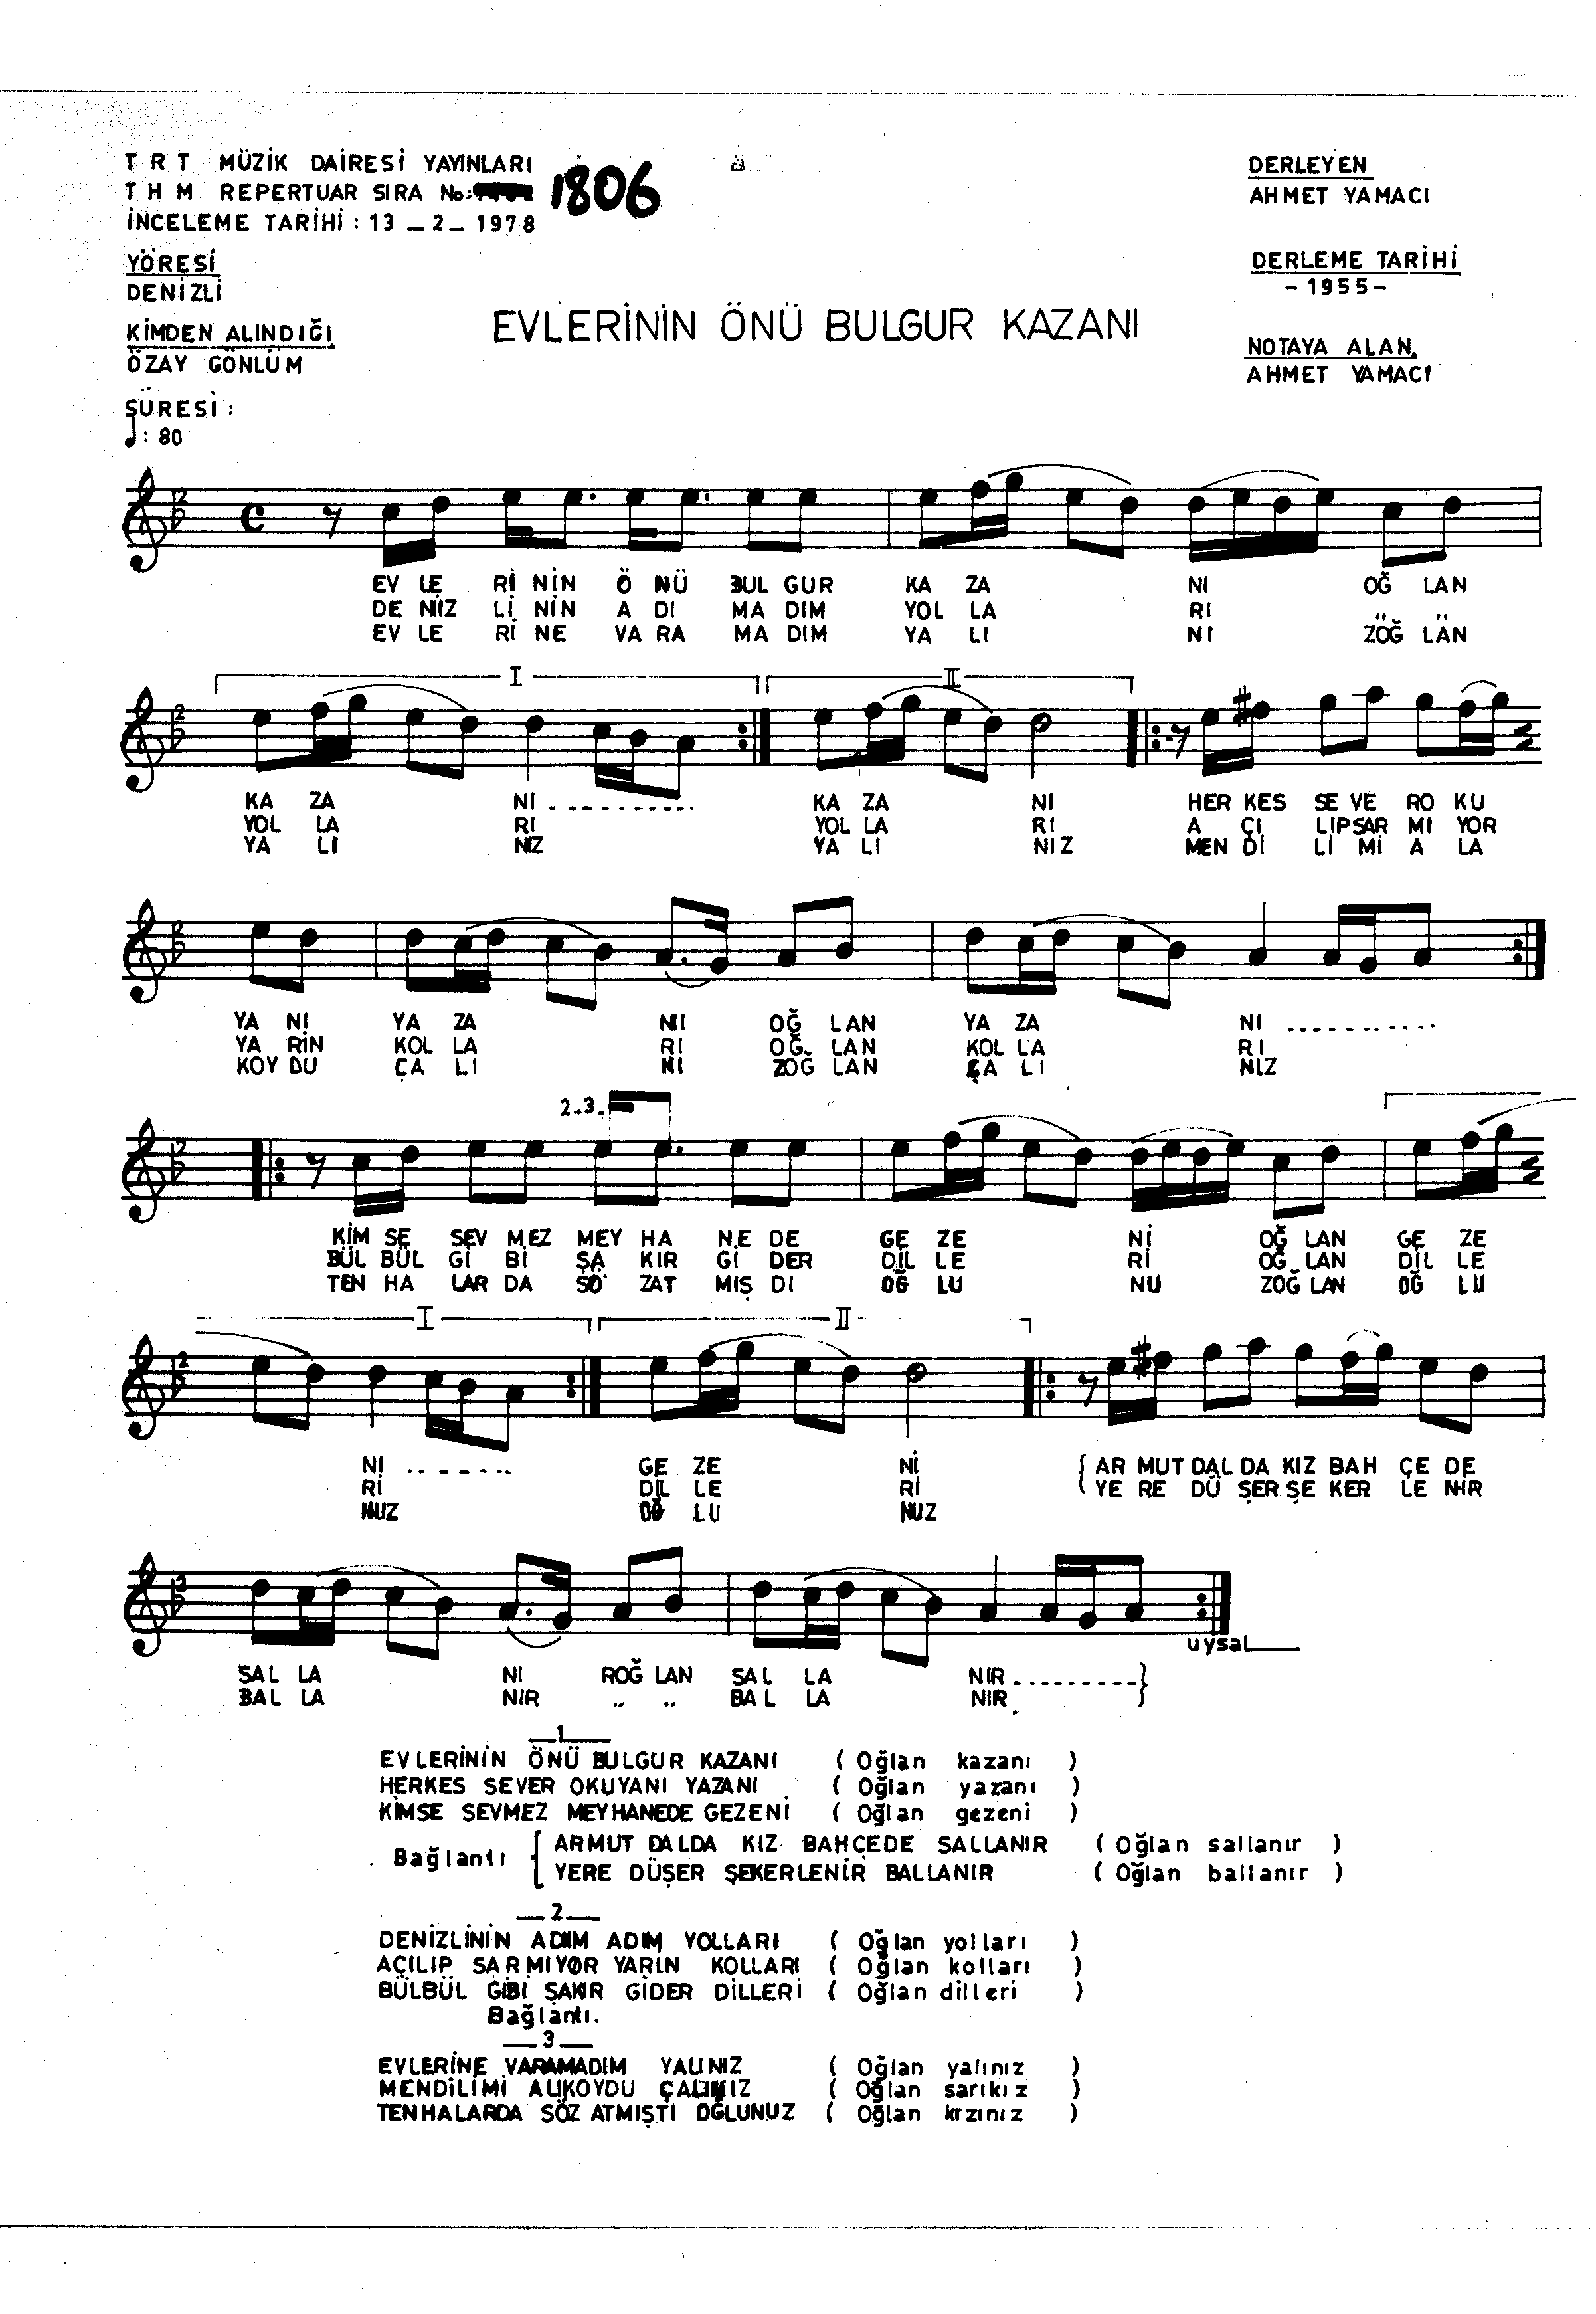 T R T MÜZİK DAİRESİ YAYINLARI
T H M REPERTUAR SIRA No: 1806
İNCELEME TARİHİ : 13 _ 2 _ 1978
DERLEYEN
AHMET YAMACI
YÖRESİ
DENİZLİ
DERLEME TARİHİ
- 1955 -
KİMDEN ALINDIĞI
ÖZAY GÖNLÜM
EVLERİNİN ÖNÜ BULGUR KAZANI
NOTAYA ALAN
AHMET YAMACI
SÜRESİ :
: 80
EV LE Rİ NİN Ö NÜ BUL GUR KA ZA NI OĞ LAN
DE NİZ Lİ NİN A DI MA DIM YOL LA RI " "
EV LE Rİ NE VA RA MA DIM YA LI NI ZOĞ LAN
I II
KA ZA NI . . . . . . . . . . KA ZA NI HER KES SE VE RO KU
YOL LA RI YOL LA RI A ÇI LIP SAR MI YOR
YA LI NIZ YA LI NIZ MEN Dİ Lİ Mİ A LA
YA NI YA ZA NI OĞ LAN YA ZA NI . . . . . . . . . .
YA RİN KOL LA RI OĞ LAN KOL LA RI
KOY DU ÇA LI NI ZOĞ LAN ÇA LI NIZ
2.3.
KİM SE SEV MEZ MEY HA NE DE GE ZE Nİ OĞ LAN GE ZE
BÜL BÜL Gİ Bİ ŞA KIR Gİ DER DİL LE Rİ OĞ LAN DİL LE
TEN HA LAR DA SÖ ZAT MIŞ DI OĞ LU NU ZOĞ LAN OĞ LU
I II
Nİ . . . . . . . GE ZE Nİ { AR MUT DAL DA KIZ BAH ÇE DE
Rİ DİL LE Rİ YE RE DÜ ŞER ŞE KER LE NİR
NUZ OĞ LU NUZ
uysal
SAL LA NI ROĞ LAN SAL LA NIR . . . . . . . . . }
BAL LA NIR " " BAL LA NIR
1
EVLERİNİN ÖNÜ BULGUR KAZANI ( Oğlan kazanı )
HERKES SEVER OKUYANI YAZANI ( Oğlan yazanı )
KİMSE SEVMEZ MEYHANEDE GEZENİ ( Oğlan gezeni )
Bağlantı [ ARMUT DALDA KIZ BAHÇEDE SALLANIR ( Oğlan sallanır )
YERE DÜŞER ŞEKERLENİR BALLANIR ( Oğlan ballanır )
2
DENİZLİNİN ADIM ADIM YOLLARI ( Oğlan yolları )
AÇILIP SARMIYOR YARİN KOLLARI ( Oğlan kolları )
BÜLBÜL GİBİ ŞAKIR GİDER DİLLERİ ( Oğlan dilleri )
Bağlantı.
3
EVLERİNE VARAMADIM YALINIZ ( Oğlan yalınız )
MENDİLİMİ ALIKOYDU ÇALINIZ ( Oğlan sarıkız )
TENHALARDA SÖZ ATMIŞTI OĞLUNUZ ( Oğlan krzınız )